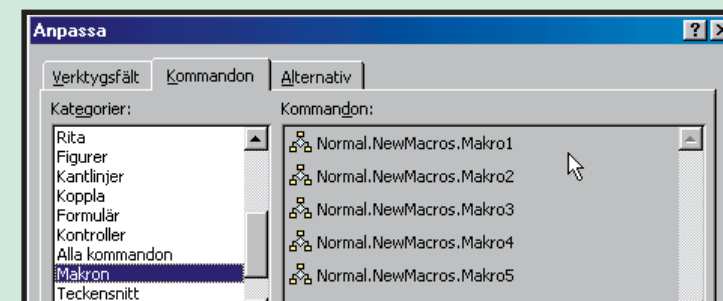 Anpassa
Verktygsfält Kommandon Alternativ
Kategorier:
Rita
Figurer
Kantlinjer
Koppla
Formulär
Kontroller
Alla kommandon
Makron
Teckensnitt
Kommandon:
Normal.NewMacros.Makro1
Normal.NewMacros.Makro2
Normal.NewMacros.Makro3
Normal.NewMacros.Makro4
Normal.NewMacros.Makro5